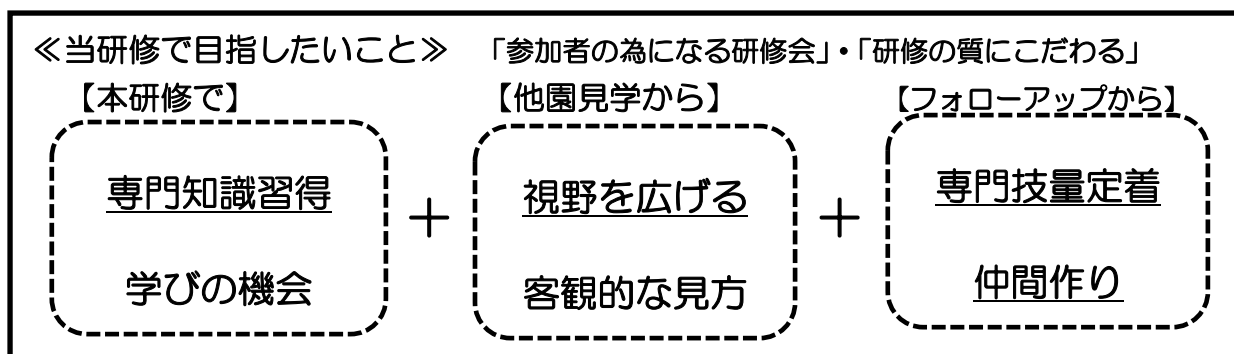 ≪当研修で目指したいこと≫　「参加者の為になる研修会」・「研修の質にこだわる」
【本研修で】
専門知識習得
学びの機会
＋
【他園見学から】
視野を広げる
客観的な見方
＋
【フォローアップから】
専門技量定着
仲間作り